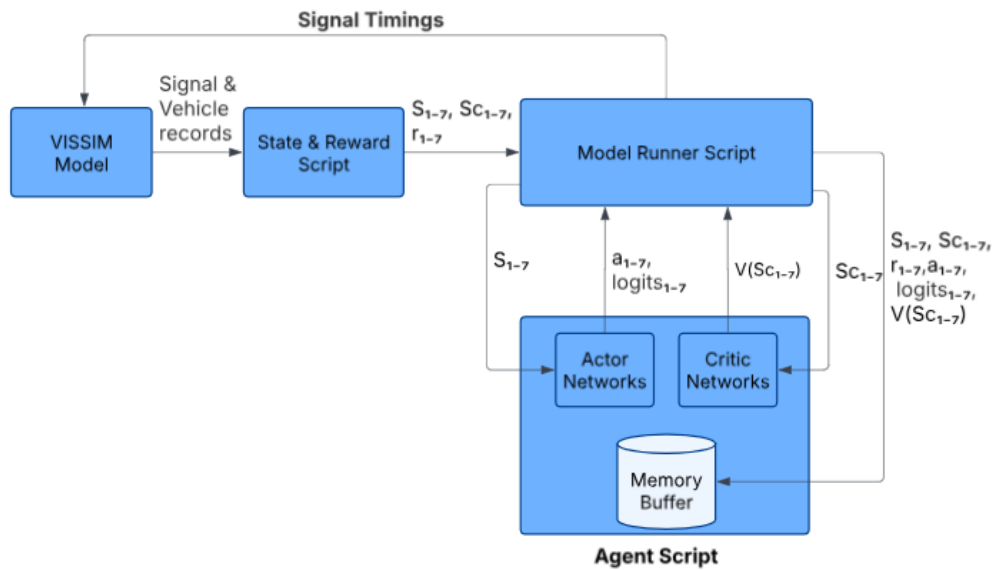 Signal Timings
Signal &
Vehicle
records
VISSIM
Model
State & Reward
Script
S₁₋₇, Sc₁₋₇,
r₁₋₇
Model Runner Script
S₁₋₇
a₁₋₇,
logits₁₋₇
V(Sc₁₋₇)
Sc₁₋₇
S₁₋₇, Sc₁₋₇,
r₁₋₇,a₁₋₇,
logits₁₋₇,
V(Sc₁₋₇)
Actor
Networks
Critic
Networks
Memory
Buffer
Agent Script